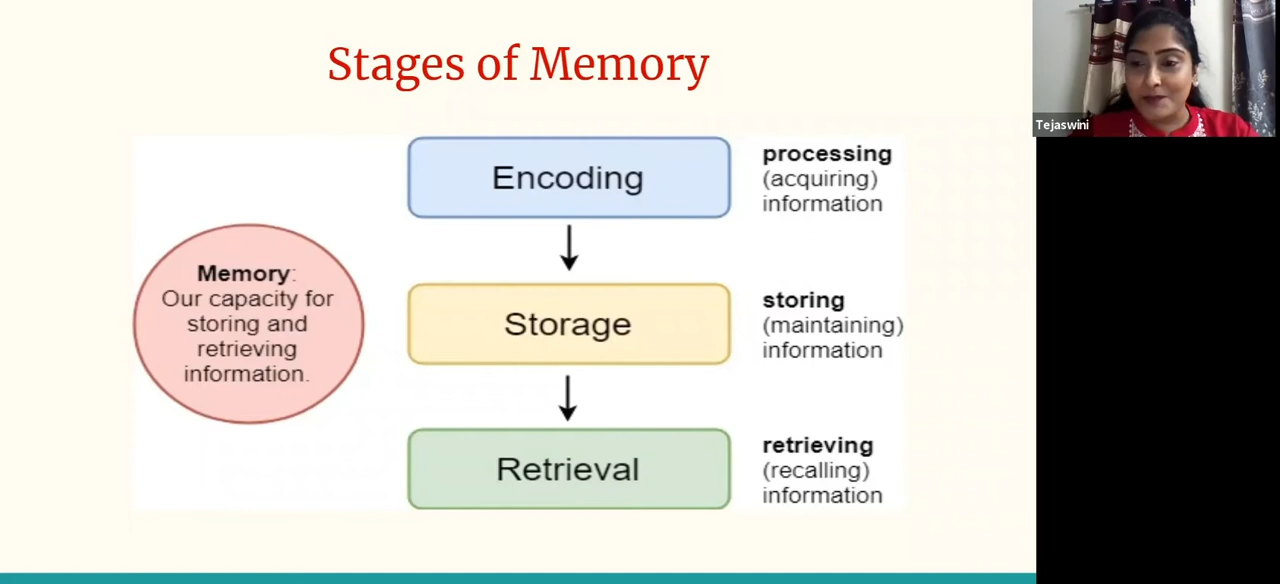 Stages of Memory
Tejaswini
Memory:
Our capacity for
storing and
retrieving
information.
Encoding
processing
(acquiring)
information
Storage
storing
(maintaining)
information
Retrieval
retrieving
(recalling)
information